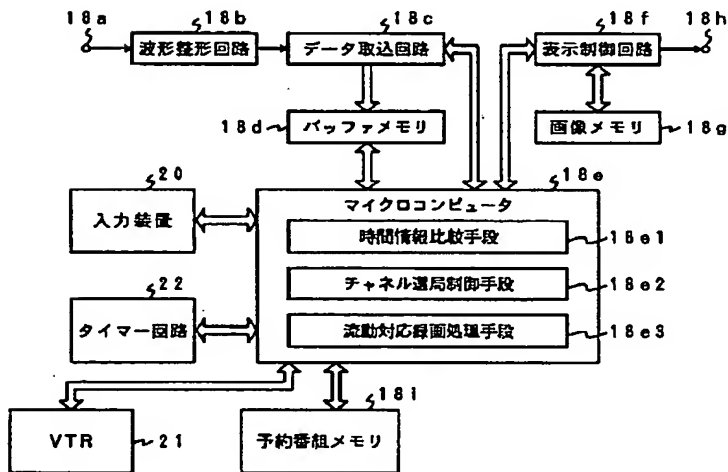 18a
18b
18c
18f
18h
波形整形回路
データ取込回路
表示制御回路
18d
バッファメモリ
画像メモリ
18g
20
18e
入力装置
マイクロコンピュータ
時間情報比較手段
18e1
チャネル選局制御手段
18e2
22
タイマー回路
流動対応録画処理手段
18e3
18i
VTR
21
予約番組メモリ